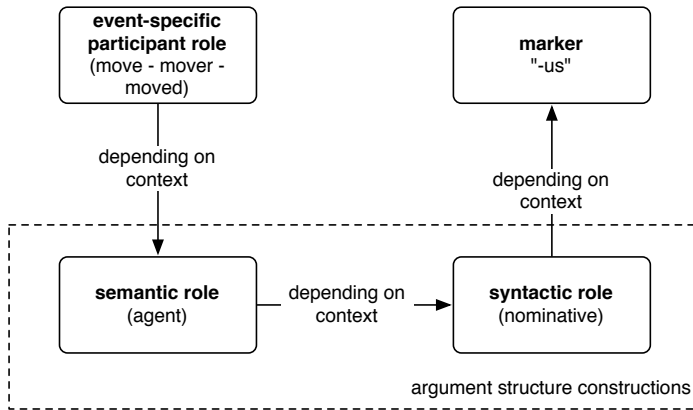 event-specific
participant role
(move - mover -
moved)
marker
"-us"
depending on
context
depending on
context
semantic role
(agent)
depending on
context
syntactic role
(nominative)
argument structure constructions